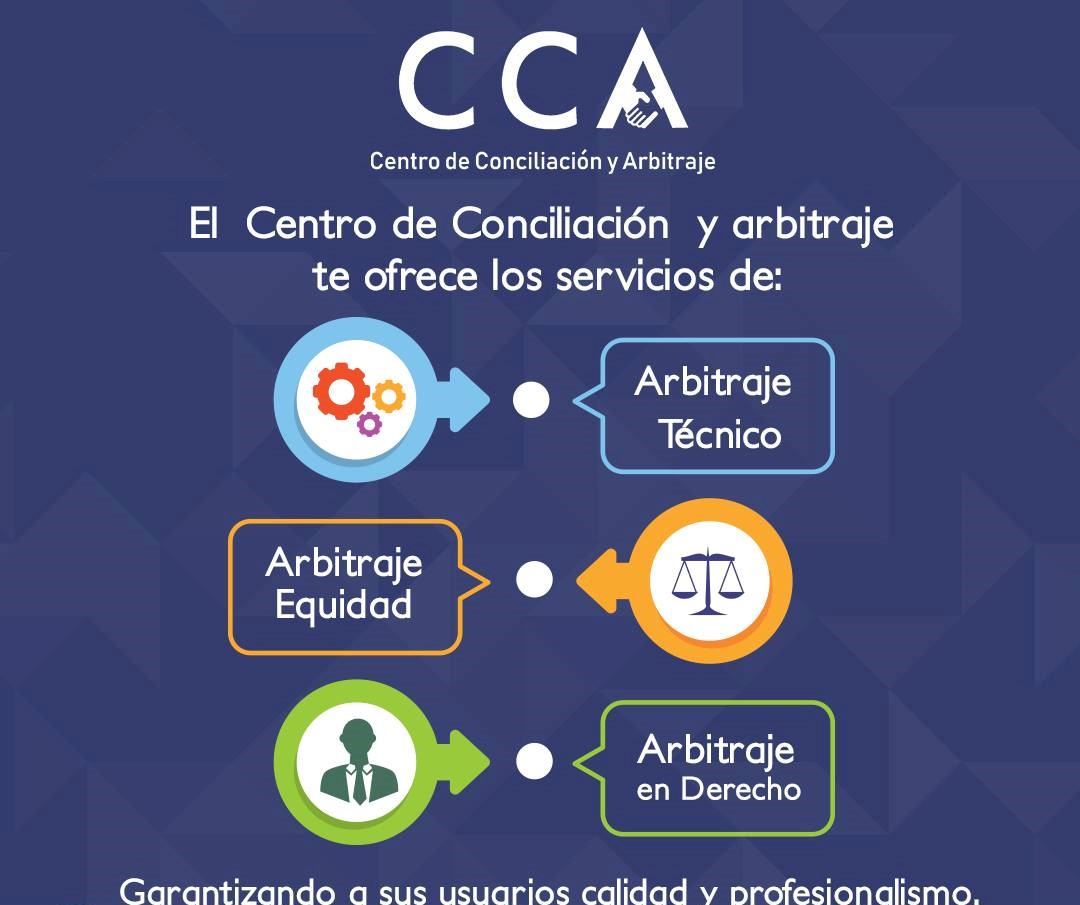 CCA
Centro de Conciliación y Arbitraje
El Centro de Conciliación y arbitraje
te ofrece los servicios de:
Arbitraje
Técnico
Arbitraje
Equidad
Arbitraje
en Derecho
Garantizando a sus usuarios calidad y profesionalismo.